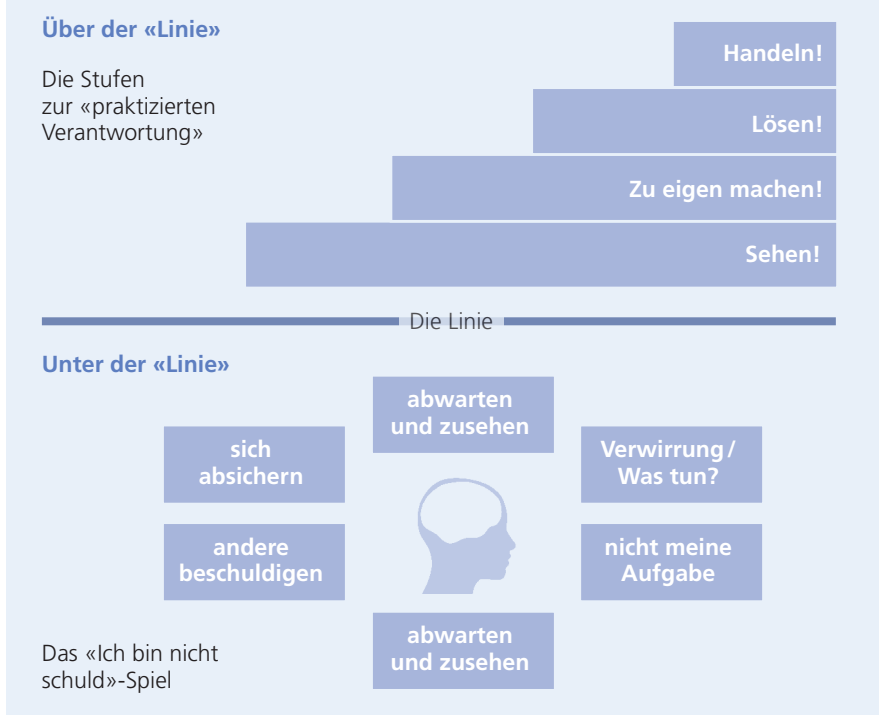 Über der «Linie»
Die Stufen
zur «praktizierten
Verantwortung»
Handeln!
Lösen!
Zu eigen machen!
Sehen!
Die Linie
Unter der «Linie»
abwarten
und zusehen
sich
absichern
Verwirrung /
Was tun?
andere
beschuldigen
nicht meine
Aufgabe
abwarten
und zusehen
Das «Ich bin nicht
schuld»-Spiel